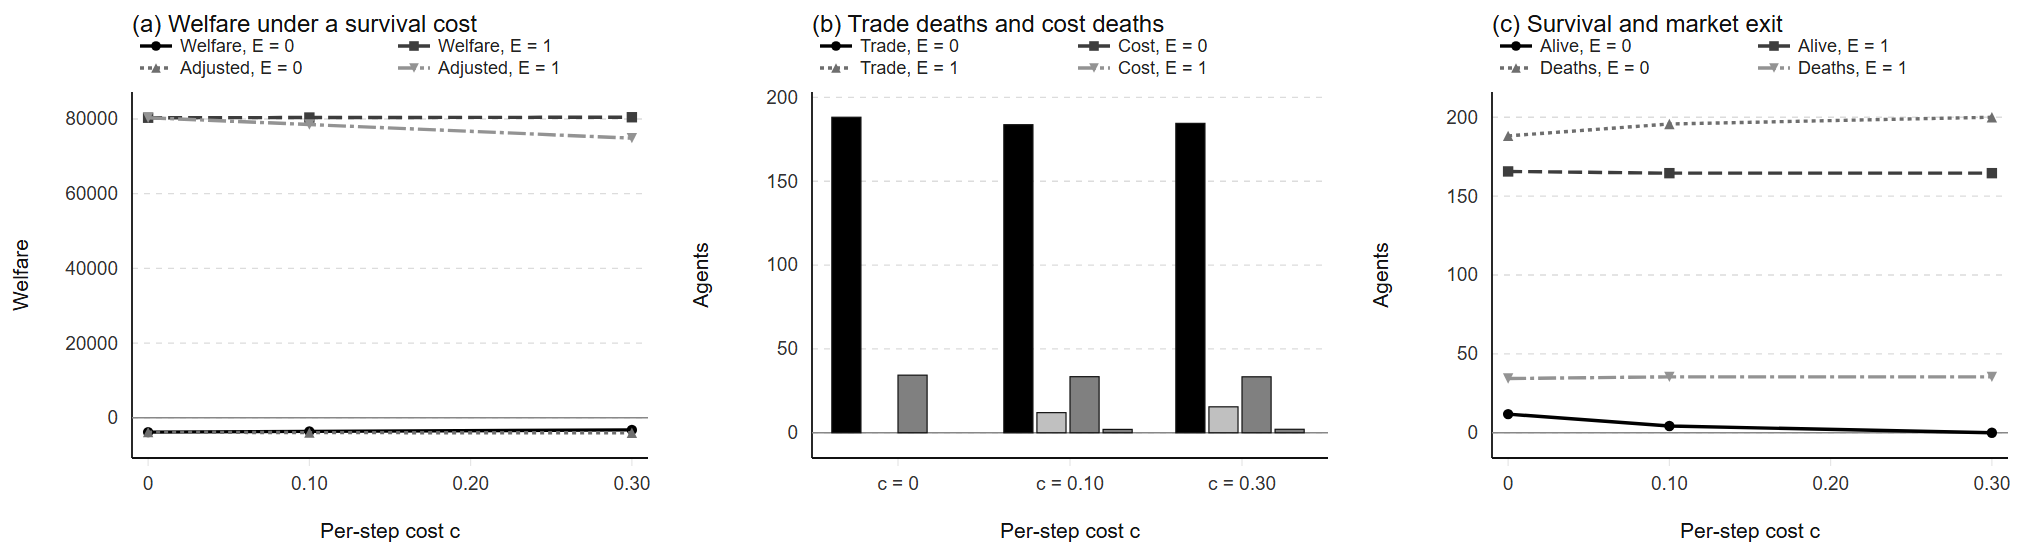 (a) Welfare under a survival cost
Welfare, E = 0
Welfare, E = 1
Adjusted, E = 0
Adjusted, E = 1
80000
60000
40000
20000
0
Welfare
0
0.10
0.20
0.30
Per-step cost c
(b) Trade deaths and cost deaths
Trade, E = 0
Cost, E = 0
Trade, E = 1
Cost, E = 1
200
150
100
50
0
Agents
c = 0
c = 0.10
c = 0.30
Per-step cost c
(c) Survival and market exit
Alive, E = 0
Alive, E = 1
Deaths, E = 0
Deaths, E = 1
200
150
100
50
0
Agents
0
0.10
0.20
0.30
Per-step cost c